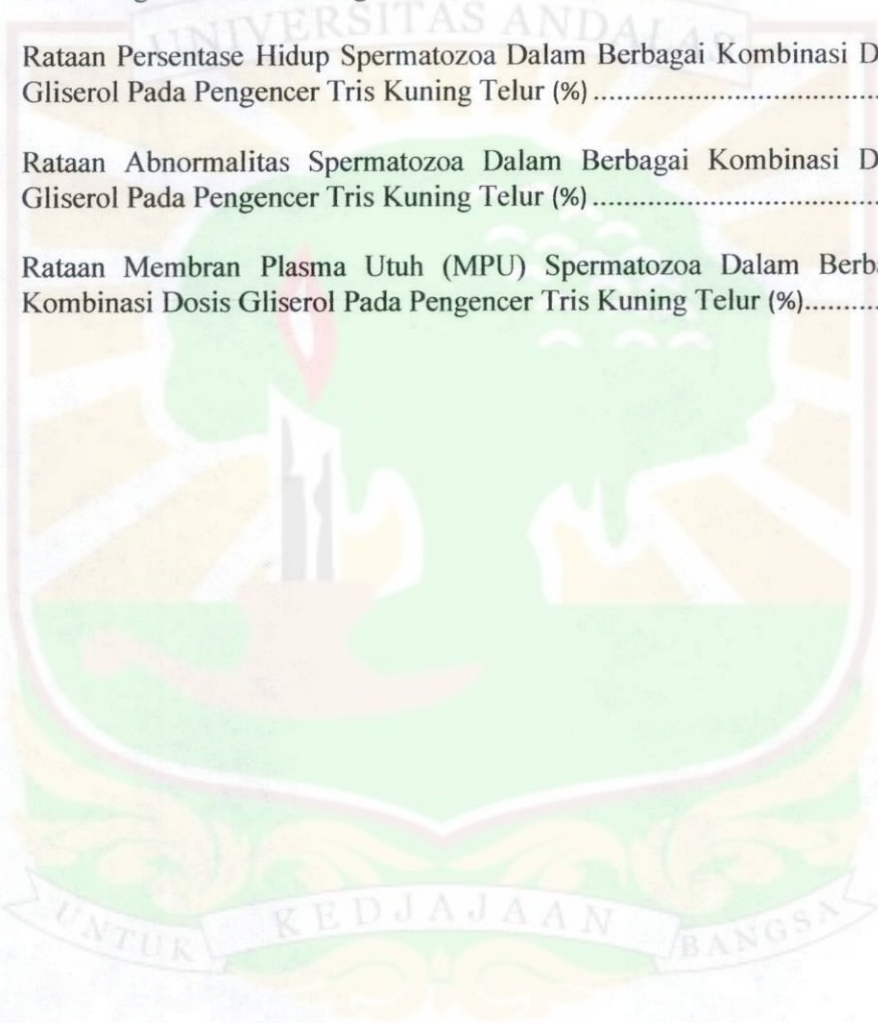 UNIVERSITAS ANDALAS
Rataan Persentase Hidup Spermatozoa Dalam Berbagai Kombinasi D
Gliserol Pada Pengencer Tris Kuning Telur (%) ....................................
Rataan Abnormalitas Spermatozoa Dalam Berbagai Kombinasi D
Gliserol Pada Pengencer Tris Kuning Telur (%) ....................................
Rataan Membran Plasma Utuh (MPU) Spermatozoa Dalam Berb
Kombinasi Dosis Gliserol Pada Pengencer Tris Kuning Telur (%)..........
UNTUK KEDJAJAAN BANGSA